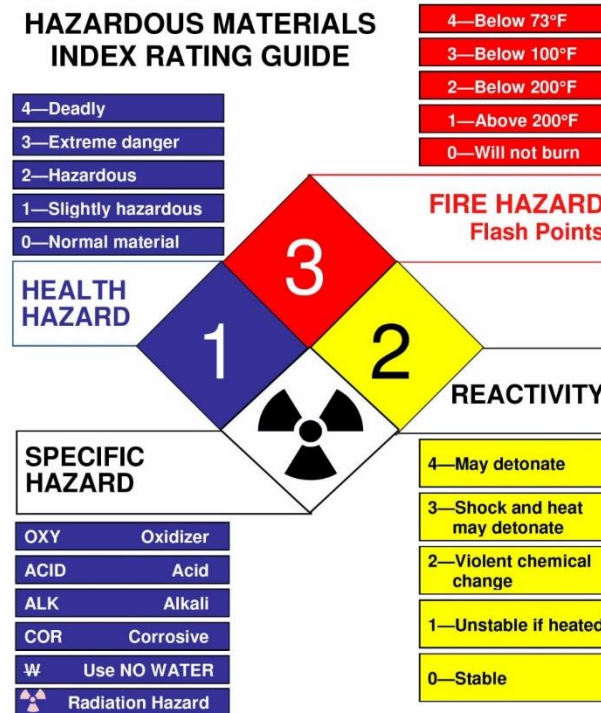 HAZARDOUS MATERIALS
INDEX RATING GUIDE
4—Deadly
3—Extreme danger
2—Hazardous
1—Slightly hazardous
0—Normal material
HEALTH
HAZARD
4—Below 73°F
3—Below 100°F
2—Below 200°F
1—Above 200°F
0—Will not burn
FIRE HAZARD
Flash Points
3
1
2
REACTIVITY
4—May detonate
3—Shock and heat
may detonate
2—Violent chemical
change
1—Unstable if heated
0—Stable
SPECIFIC
HAZARD
OXY Oxidizer
ACID Acid
ALK Alkali
COR Corrosive
W̶ Use NO WATER
Radiation Hazard